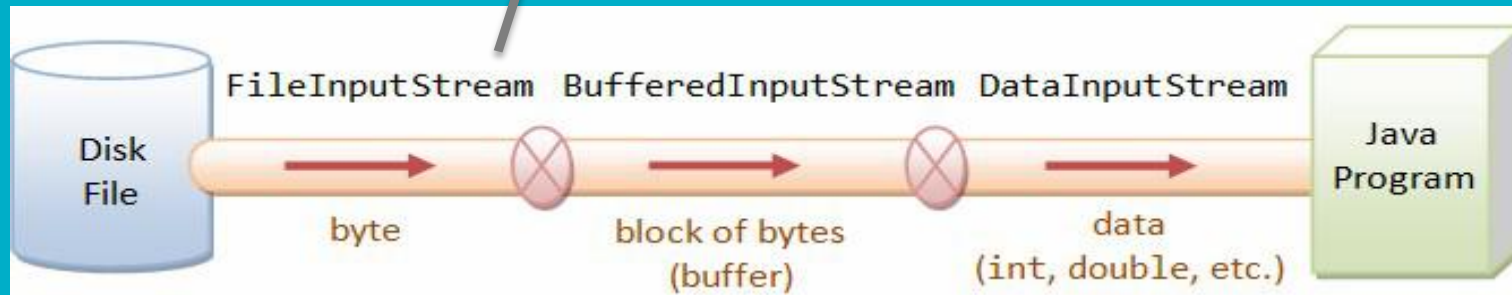 FileInputStream BufferedInputStream DataInputStream
Disk
File
Java
Program
byte
block of bytes
(buffer)
data
(int, double, etc.)